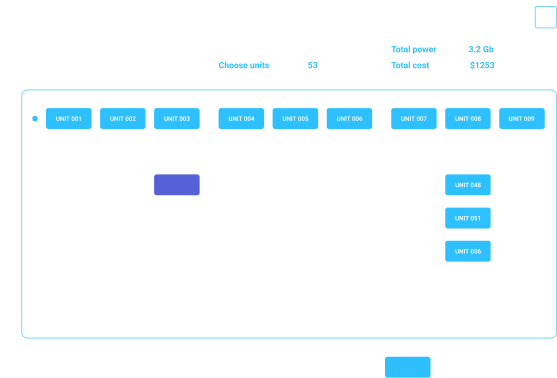 Total power 3.2 Gb
Choose units 53 Total cost $1253
UNIT 001 UNIT 002 UNIT 003 UNIT 004 UNIT 005 UNIT 006 UNIT 007 UNIT 008 UNIT 009
UNIT 048
UNIT 051
UNIT 056